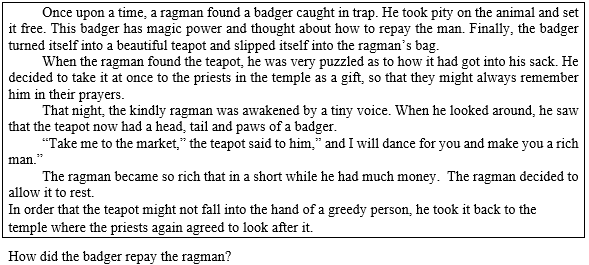 Once upon a time, a ragman found a badger caught in trap. He took pity on the animal and set
it free. This badger has magic power and thought about how to repay the man. Finally, the badger
turned itself into a beautiful teapot and slipped itself into the ragman's bag.
When the ragman found the teapot, he was very puzzled as to how it had got into his sack. He
decided to take it at once to the priests in the temple as a gift, so that they might always remember
him in their prayers.
That night, the kindly ragman was awakened by a tiny voice. When he looked around, he saw
that the teapot now had a head, tail and paws of a badger.
“Take me to the market,” the teapot said to him,” and I will dance for you and make you a rich
man.”
The ragman became so rich that in a short while he had much money. The ragman decided to
allow it to rest.
In order that the teapot might not fall into the hand of a greedy person, he took it back to the
temple where the priests again agreed to look after it.
How did the badger repay the ragman?